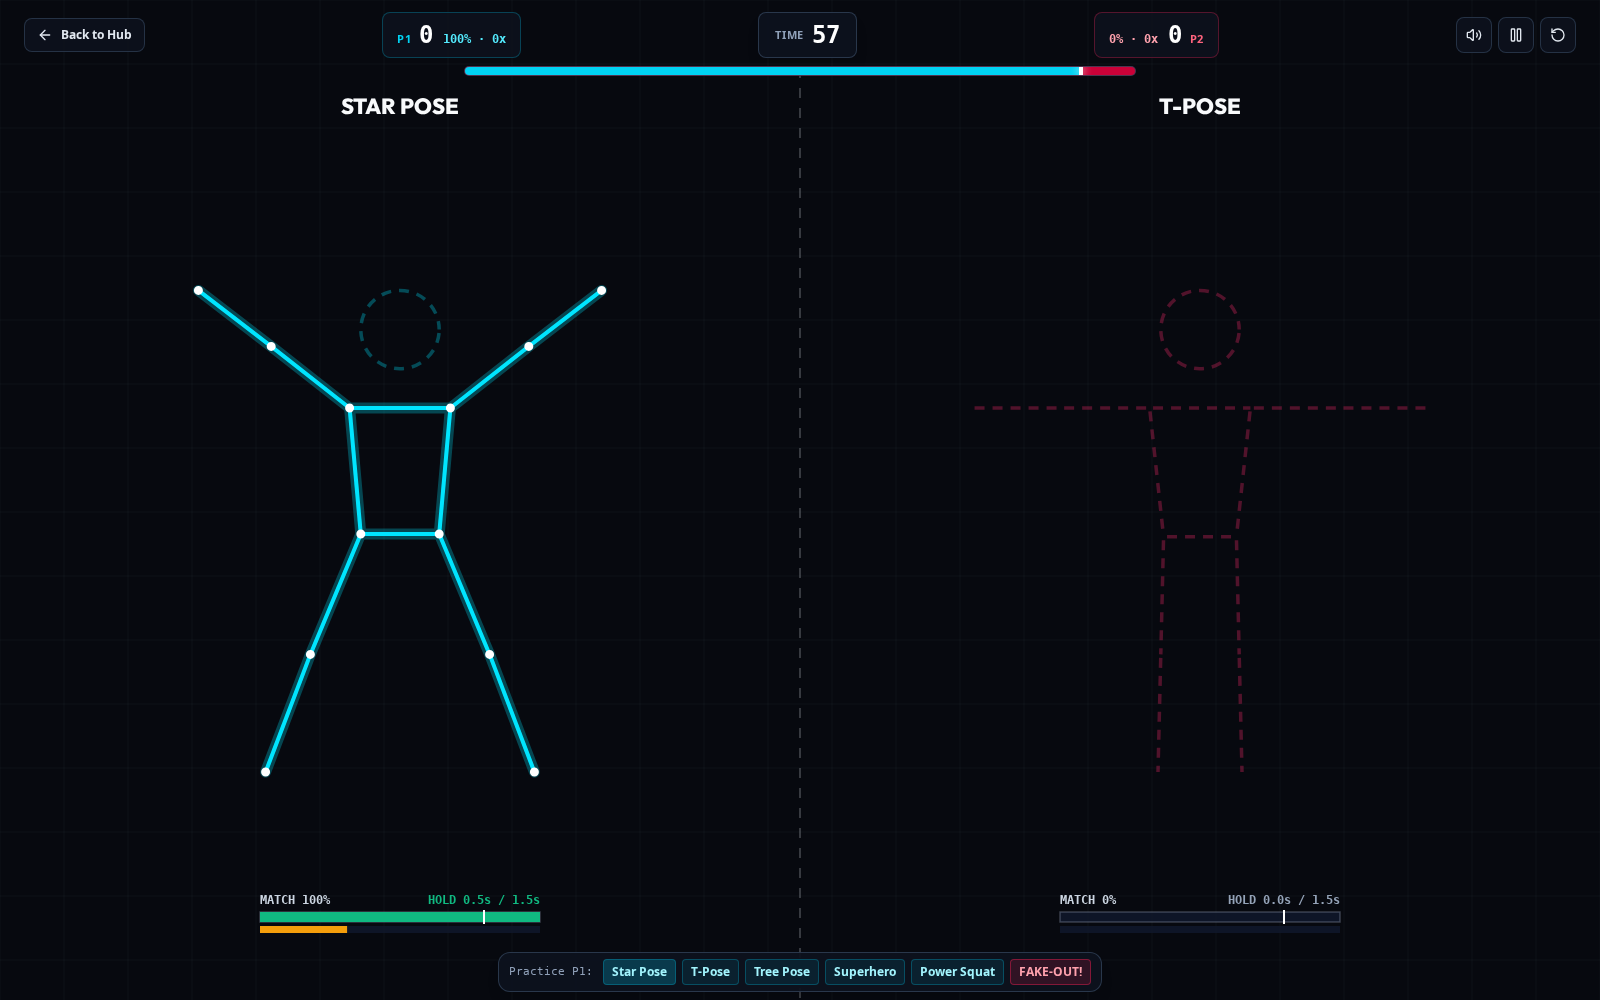 Back to Hub
P1 0 100% · 0x
TIME 57
0% · 0x 0 P2
STAR POSE
T-POSE
MATCH 100% HOLD 0.5s / 1.5s
MATCH 0% HOLD 0.0s / 1.5s
Practice P1: Star Pose T-Pose Tree Pose Superhero Power Squat FAKE-OUT!